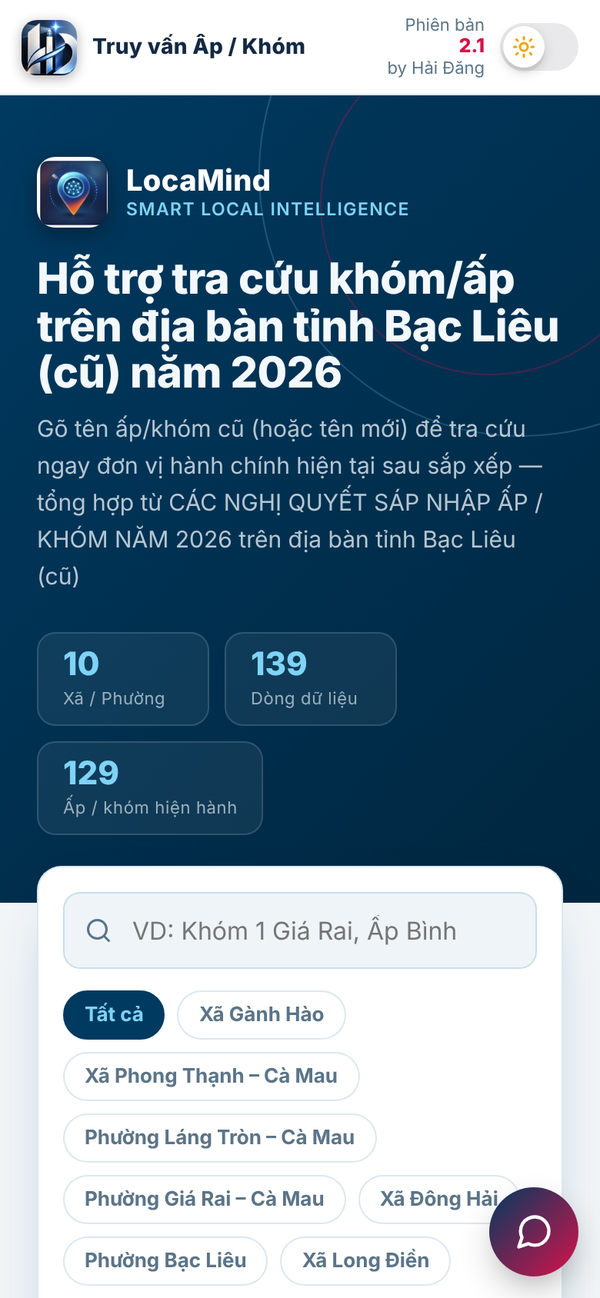 Truy vấn Ấp / Khóm
Phiên bản
2.1
by Hải Đăng
LocaMind
SMART LOCAL INTELLIGENCE
Hỗ trợ tra cứu khóm/ấp
trên địa bàn tỉnh Bạc Liêu
(cũ) năm 2026
Gõ tên ấp/khóm cũ (hoặc tên mới) để tra cứu
ngay đơn vị hành chính hiện tại sau sắp xếp —
tổng hợp từ CÁC NGHỊ QUYẾT SÁP NHẬP ẤP /
KHÓM NĂM 2026 trên địa bàn tỉnh Bạc Liêu
(cũ)
10
Xã / Phường
139
Dòng dữ liệu
129
Ấp / khóm hiện hành
VD: Khóm 1 Giá Rai, Ấp Bình
Tất cả
Xã Gành Hào
Xã Phong Thạnh – Cà Mau
Phường Láng Tròn – Cà Mau
Phường Giá Rai – Cà Mau
Xã Đông Hải
Phường Bạc Liêu
Xã Long Điền